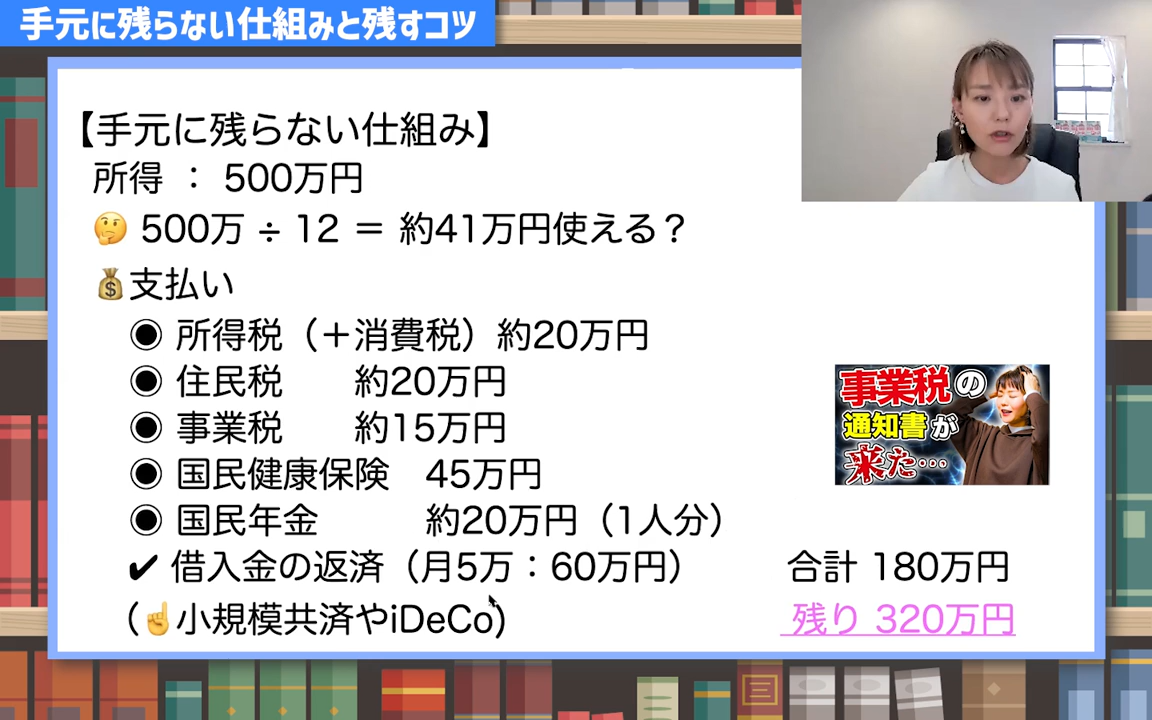 手元に残らない仕組みと残すコツ
【手元に残らない仕組み】
所得 ： 500万円
🤔 500万 ÷ 12 ＝ 約41万円使える？
💰支払い
◉ 所得税（＋消費税）約20万円
◉ 住民税　　約20万円
◉ 事業税　　約15万円
◉ 国民健康保険　45万円
◉ 国民年金　　　約20万円（1人分）
✔ 借入金の返済（月5万：60万円）　　合計 180万円
(☝小規模共済やiDeCo)　　残り 320万円
事業税の
通知書が
来た…